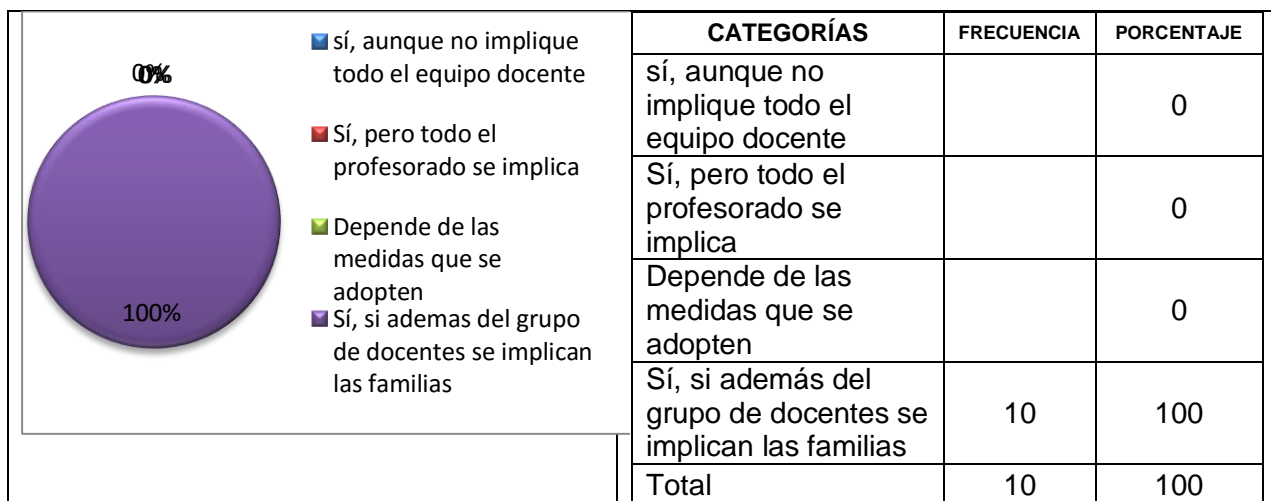 0%
0%
0%
100%
sí, aunque no implique
todo el equipo docente
Sí, pero todo el
profesorado se implica
Depende de las
medidas que se
adopten
Sí, si ademas del grupo
de docentes se implican
las familias
CATEGORÍAS FRECUENCIA PORCENTAJE
sí, aunque no
implique todo el 0
equipo docente
Sí, pero todo el
profesorado se 0
implica
Depende de las
medidas que se 0
adopten
Sí, si además del
grupo de docentes se 10 100
implican las familias
Total 10 100